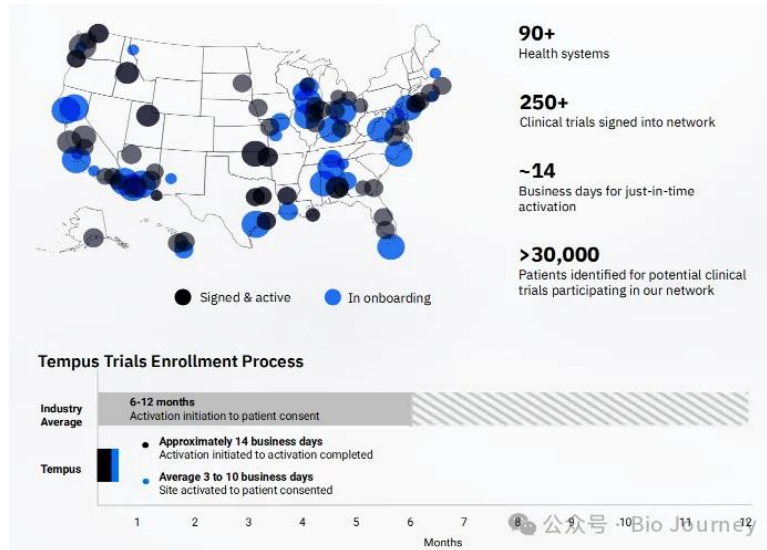 90+
Health systems
250+
Clinical trials signed into network
~14
Business days for just-in-time
activation
>30,000
Patients identified for potential clinical
trials participating in our network
Signed & active
In onboarding
Tempus Trials Enrollment Process
Industry
Average
6-12 months
Activation initiation to patient consent
Tempus
Approximately 14 business days
Activation initiated to activation completed
Average 3 to 10 business days
Site activated to patient consented
1 2 3 4 5 6 7 8 9 10 11 12
Months
公众号 · Bio Journey